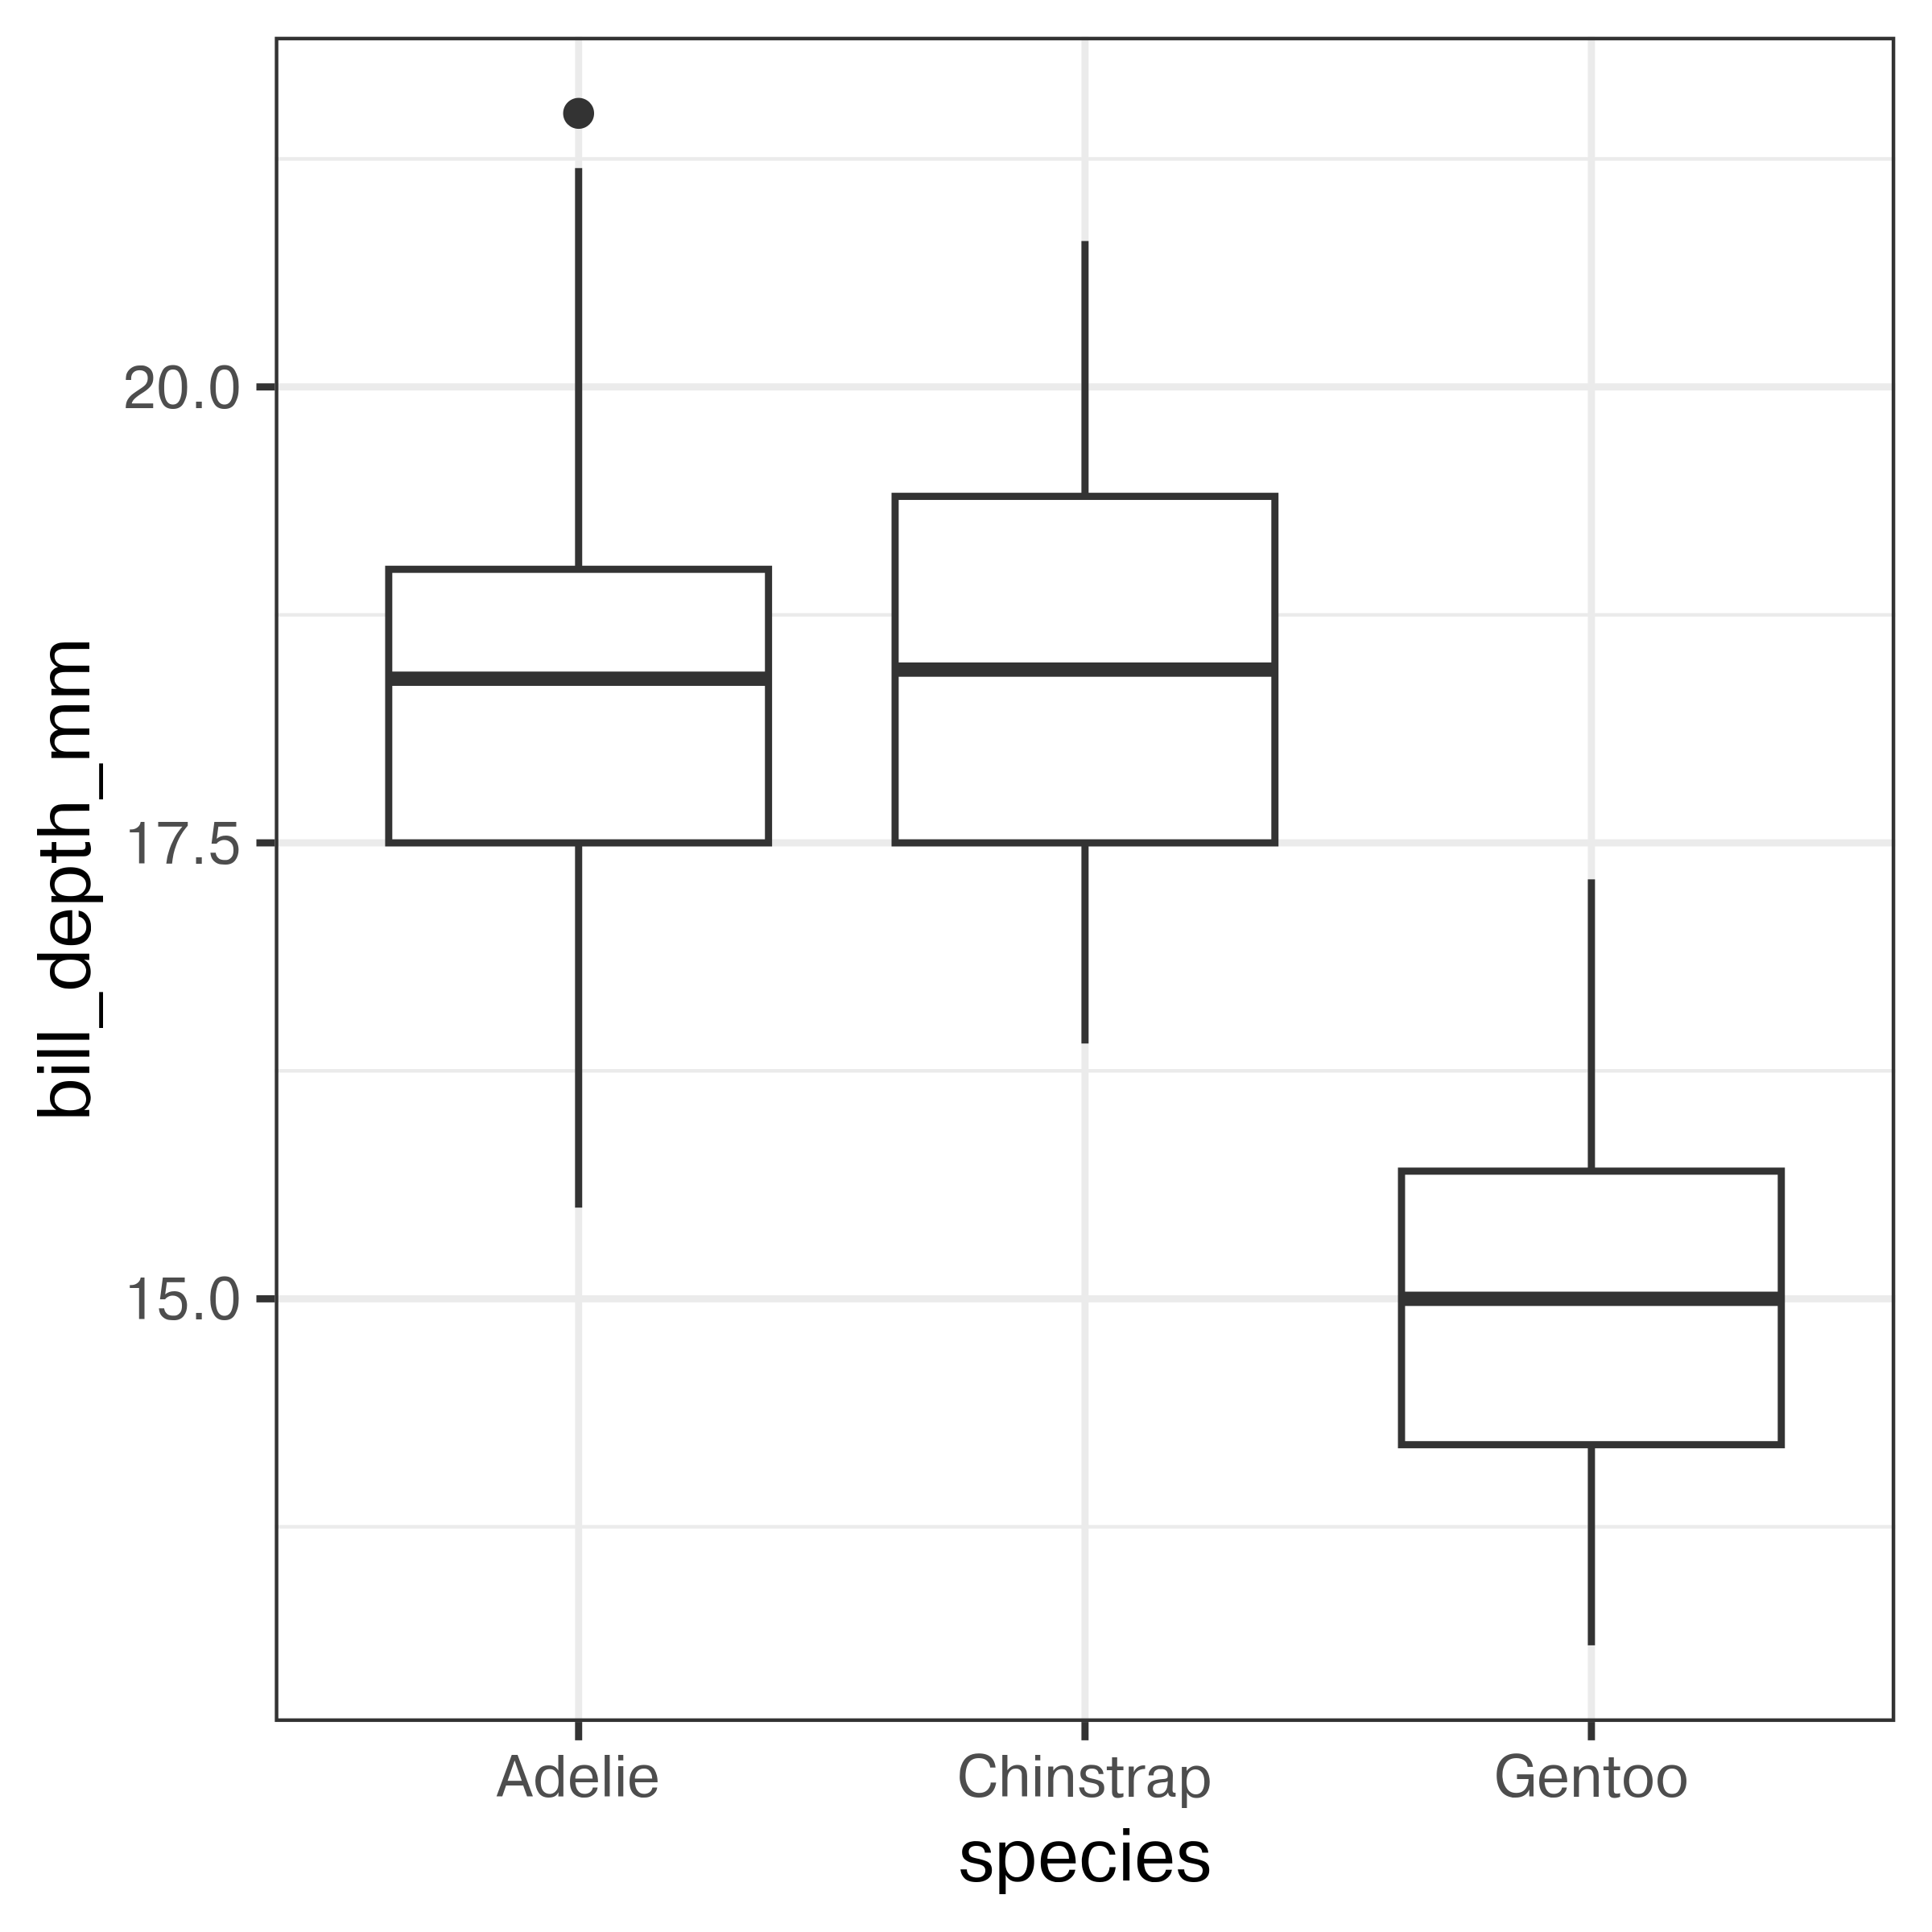 bill_depth_mm
20.0
17.5
15.0
Adelie Chinstrap Gentoo
species